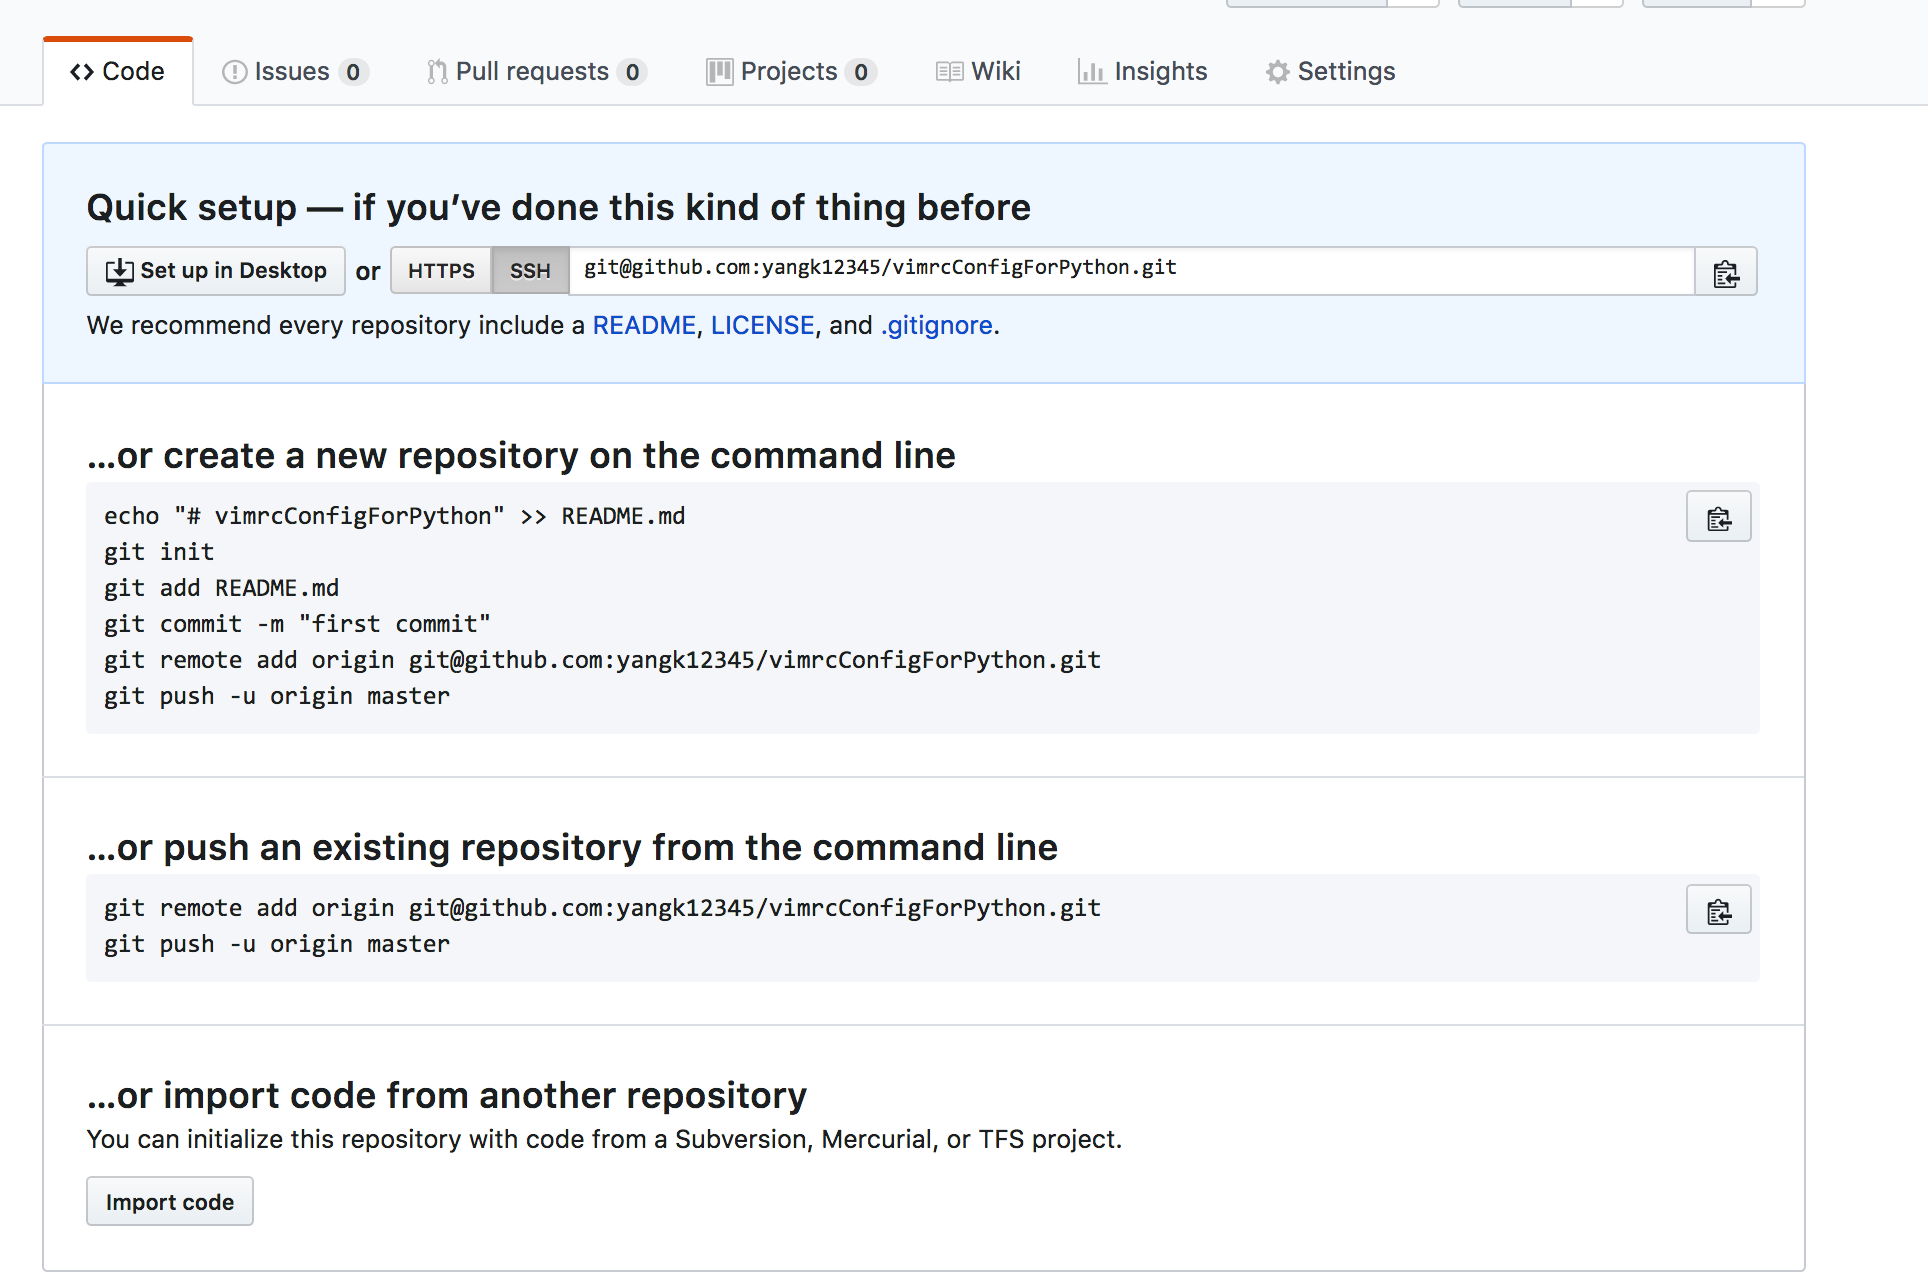 Code Issues 0 Pull requests 0 Projects 0 Wiki Insights Settings
Quick setup — if you’ve done this kind of thing before
Set up in Desktop or HTTPS SSH git@github.com:yangk12345/vimrcConfigForPython.git
We recommend every repository include a README, LICENSE, and .gitignore.
...or create a new repository on the command line
echo "# vimrcConfigForPython" >> README.md
git init
git add README.md
git commit -m "first commit"
git remote add origin git@github.com:yangk12345/vimrcConfigForPython.git
git push -u origin master
...or push an existing repository from the command line
git remote add origin git@github.com:yangk12345/vimrcConfigForPython.git
git push -u origin master
...or import code from another repository
You can initialize this repository with code from a Subversion, Mercurial, or TFS project.
Import code